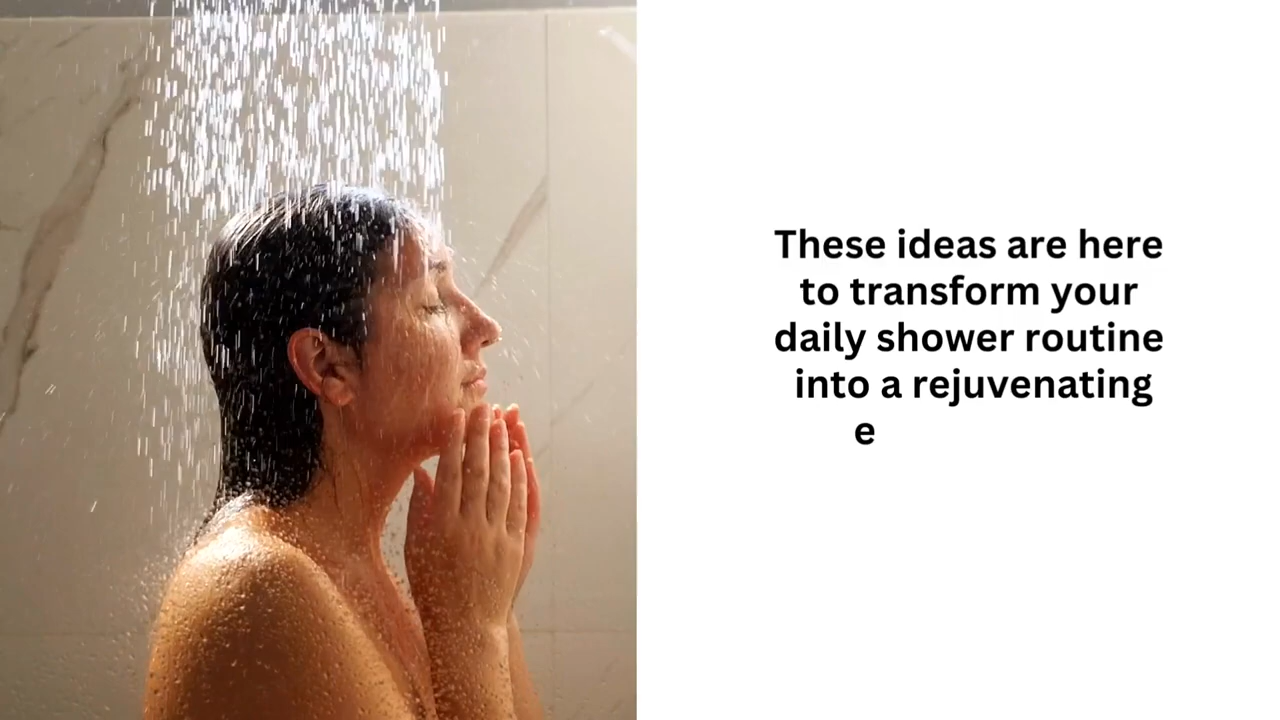 These ideas are here
to transform your
daily shower routine
into a rejuvenating
e